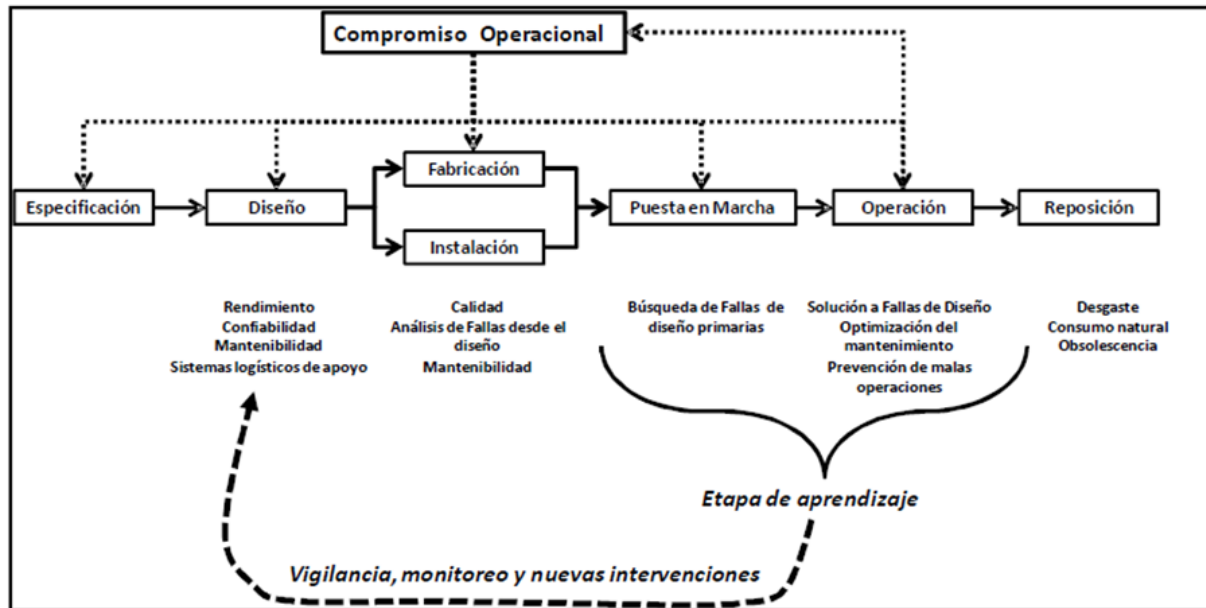 Compromiso Operacional
Fabricación
Especificación
Diseño
Puesta en Marcha
Operación
Reposición
Instalación
Rendimiento
Confiabilidad
Mantenibilidad
Sistemas logísticos de apoyo
Calidad
Análisis de Fallas desde el
diseño
Mantenibilidad
Búsqueda de Fallas de
diseño primarias
Solución a Fallas de Diseño
Optimización del
mantenimiento
Prevención de malas
operaciones
Desgaste
Consumo natural
Obsolescencia
Etapa de aprendizaje
Vigilancia, monitoreo y nuevas intervenciones